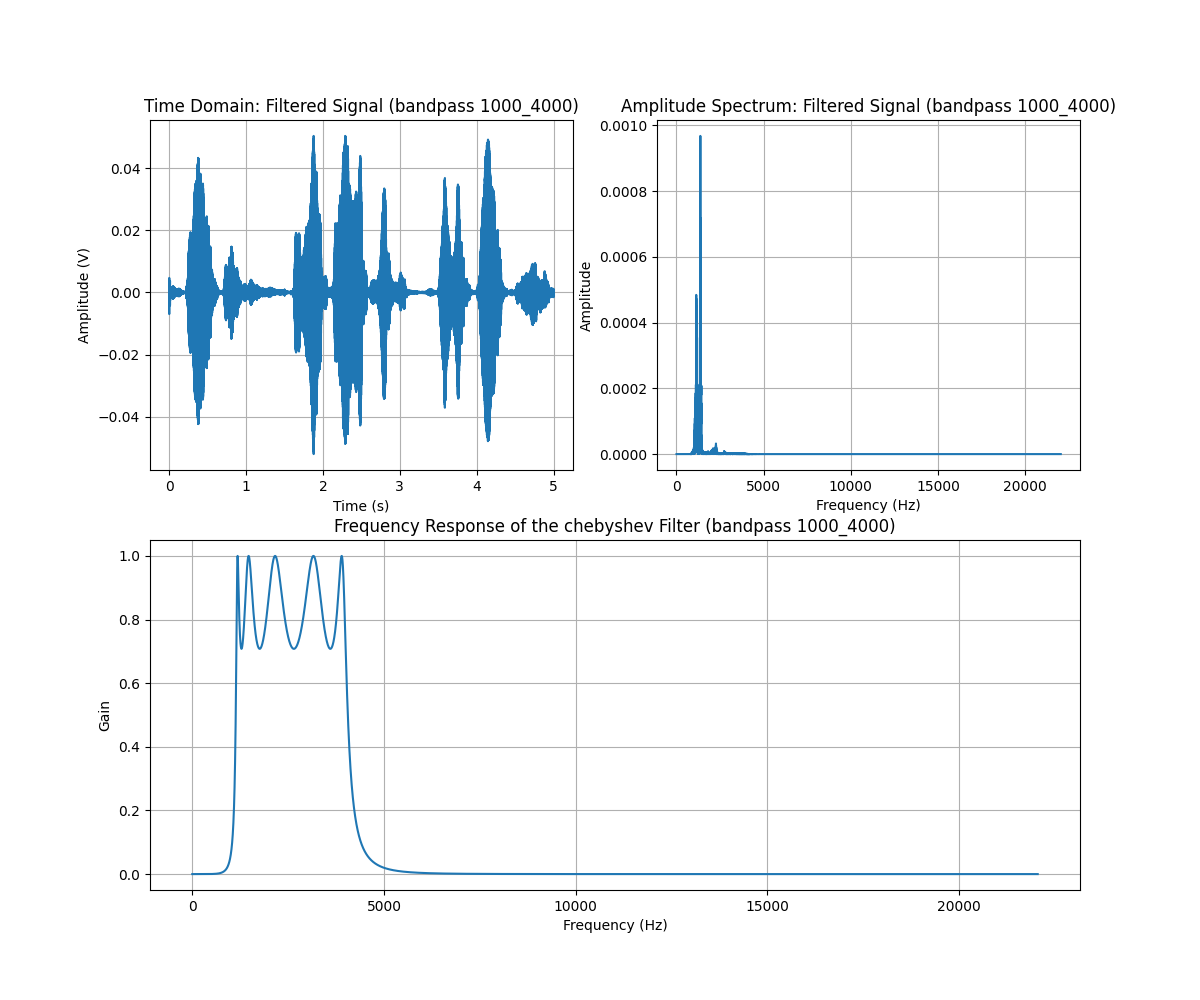 Time Domain: Filtered Signal (bandpass 1000_4000)
0.04
0.02
0.00
−0.02
−0.04
Amplitude (V)
0 1 2 3 4 5
Time (s)
Amplitude Spectrum: Filtered Signal (bandpass 1000_4000)
0.0010
0.0008
0.0006
0.0004
0.0002
0.0000
Amplitude
0 5000 10000 15000 20000
Frequency (Hz)
Frequency Response of the chebyshev Filter (bandpass 1000_4000)
1.0
0.8
0.6
0.4
0.2
0.0
Gain
0 5000 10000 15000 20000
Frequency (Hz)